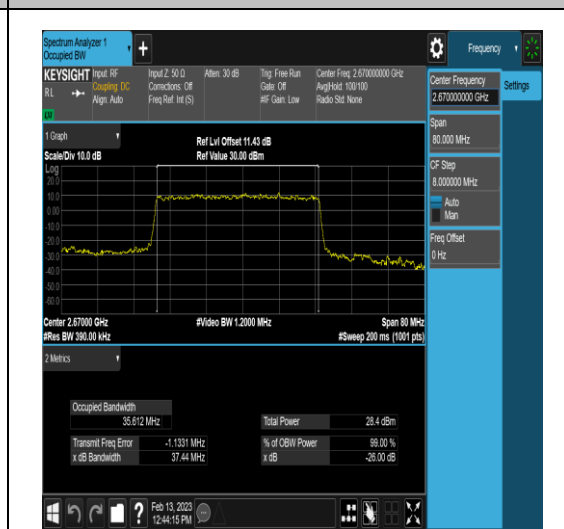 Spectrum Analyzer 1
Occupied BW
+
Frequency
KEYSIGHT
RL
Input: RF
Coupling: DC
Align: Auto
Input Z: 50 Ω
Corrections: Off
Freq Ref: Int (S)
Atten: 30 dB
Trig: Free Run
Gate: Off
#IF Gain: Low
Center Freq: 2.670000000 GHz
Avg|Hold: 100/100
Radio Std: None
Center Frequency
2.670000000 GHz
Settings
Span
80.000 MHz
CF Step
8.000000 MHz
Auto
Man
Freq Offset
0 Hz
1 Graph
Scale/Div 10.0 dB
Ref Lvl Offset 11.43 dB
Ref Value 30.00 dBm
Log
20.0
10.0
0.00
-10.0
-20.0
-30.0
-40.0
-50.0
-60.0
Center 2.67000 GHz
#Video BW 1.2000 MHz
Span 80 MHz
#Res BW 390.00 kHz
#Sweep 200 ms (1001 pts)
2 Metrics
Occupied Bandwidth
35.612 MHz
Total Power 28.4 dBm
Transmit Freq Error -1.1331 MHz
% of OBW Power 99.00 %
x dB Bandwidth 37.44 MHz
x dB -26.00 dB
?
Feb 13, 2023
12:44:15 PM